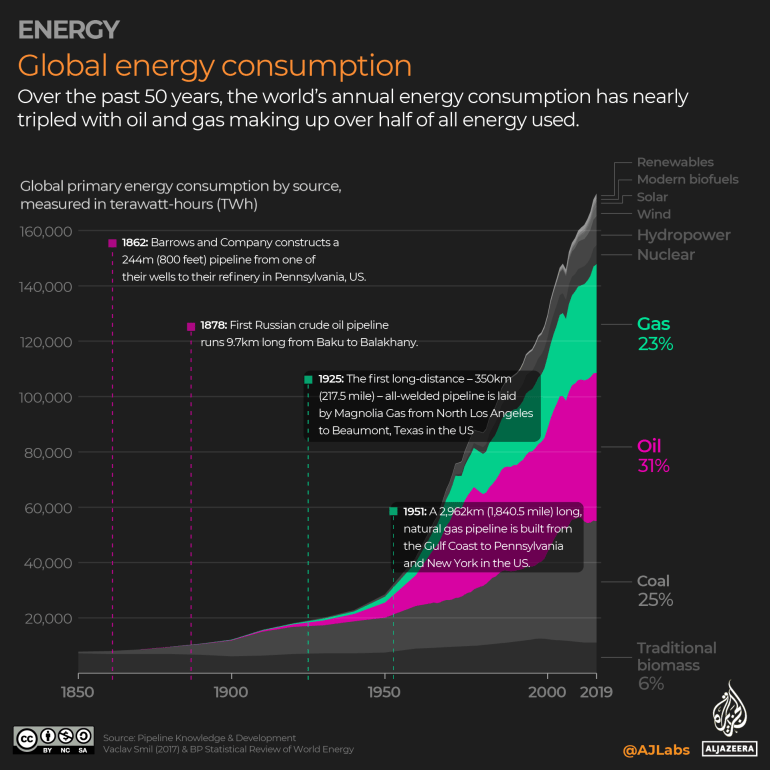 ENERGY
Global energy consumption
Over the past 50 years, the world's annual energy consumption has nearly
tripled with oil and gas making up over half of all energy used.
Global primary energy consumption by source,
measured in terawatt-hours (TWh)
160,000
140,000
120,000
100,000
80,000
60,000
40,000
20,000
1862: Barrows and Company constructs a
244m (800 feet) pipeline from one of
their wells to their refinery in Pennsylvania, US.
1878: First Russian crude oil pipeline
runs 9.7km long from Baku to Balakhany.
1925: The first long-distance – 350km
(217.5 mile) – all-welded pipeline is laid
by Magnolia Gas from North Los Angeles
to Beaumont, Texas in the US
1951: A 2,962km (1,840.5 mile) long,
natural gas pipeline is built from
the Gulf Coast to Pennsylvania
and New York in the US.
Renewables
Modern biofuels
Solar
Wind
Hydropower
Nuclear
Gas
23%
Oil
31%
Coal
25%
Traditional
biomass
6%
1850
1900
1950
2000
2019
cc
BY NC SA
Source: Pipeline Knowledge & Development
Vaclav Smil (2017) & BP Statistical Review of World Energy
@AJLabs
الجزيرة
ALJAZEERA